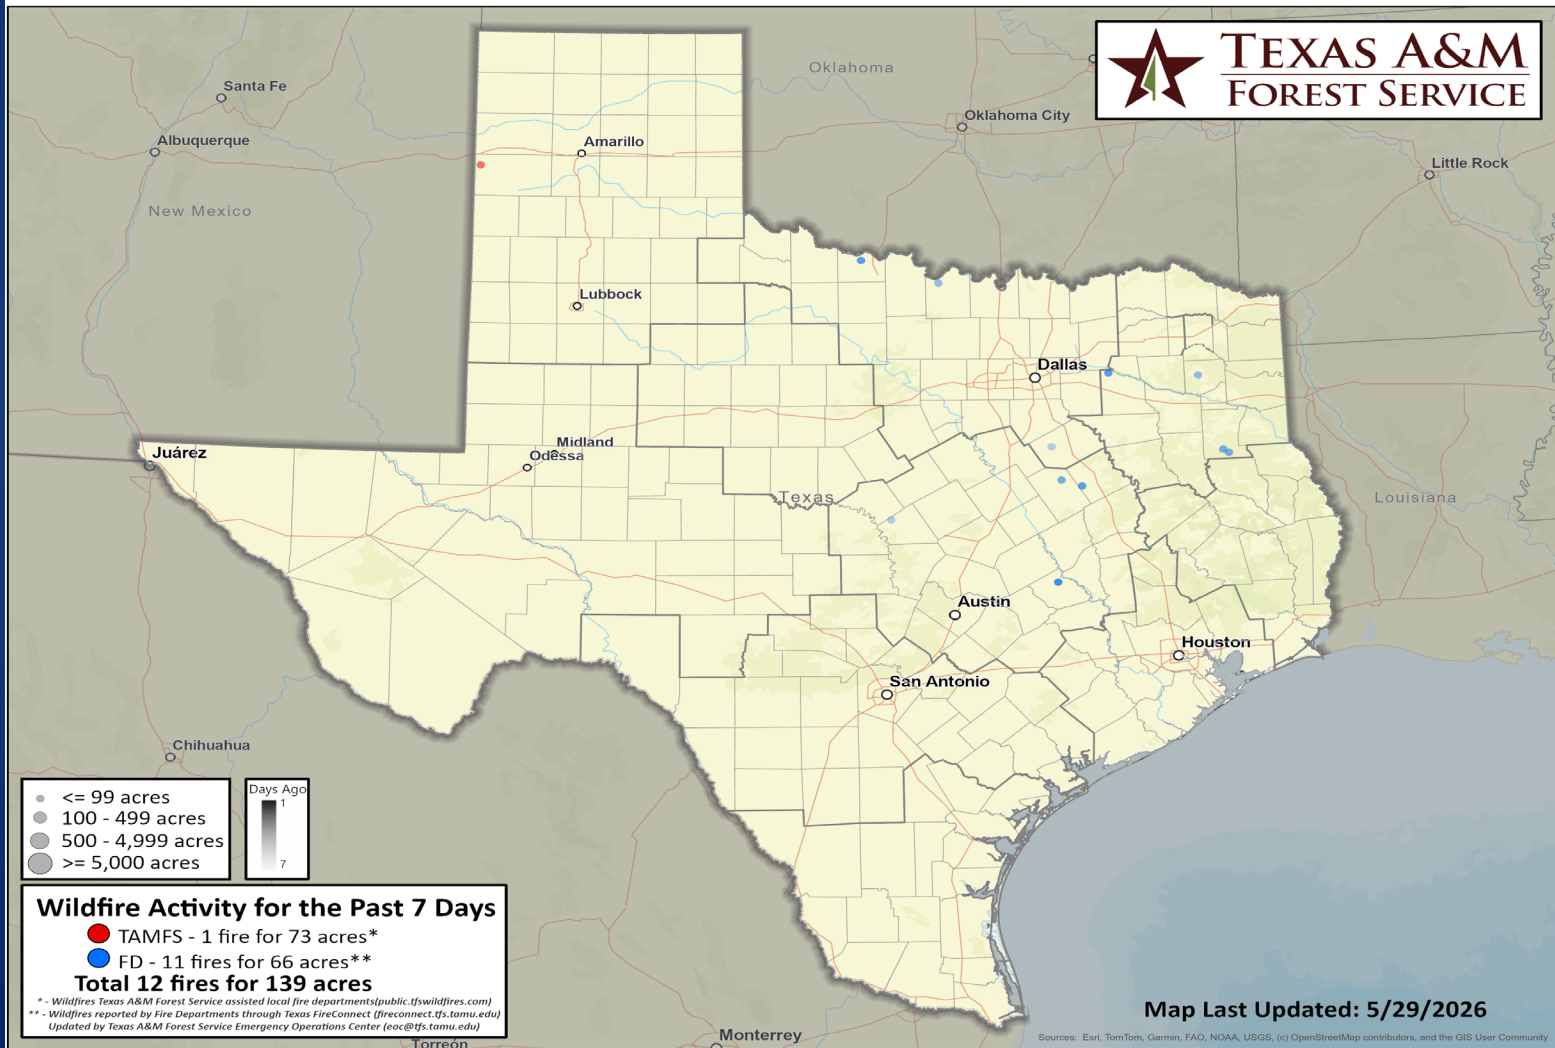 TEXAS A&M
FOREST SERVICE
Oklahoma
Santa Fe
Oklahoma City
Albuquerque
Amarillo
Little Rock
New Mexico
Lubbock
Dallas
Midland
Odessa
Juárez
Texas
Louisiana
Austin
Houston
San Antonio
Chihuahua
<= 99 acres
100 - 499 acres
500 - 4,999 acres
>= 5,000 acres
Days Ago
1
7
Wildfire Activity for the Past 7 Days
TAMFS - 1 fire for 73 acres*
FD - 11 fires for 66 acres**
Total 12 fires for 139 acres
* - Wildfires Texas A&M Forest Service assisted local fire departments(public.tfswildfires.com)
** - Wildfires reported by Fire Departments through Texas FireConnect (fireconnect.tfs.tamu.edu)
Updated by Texas A&M Forest Service Emergency Operations Center (eoc@tfs.tamu.edu)
Map Last Updated: 5/29/2026
Sources: Esri, TomTom, Garmin, FAO, NOAA, USGS, (c) OpenStreetMap contributors, and the GIS User Community
Monterrey
Torreón